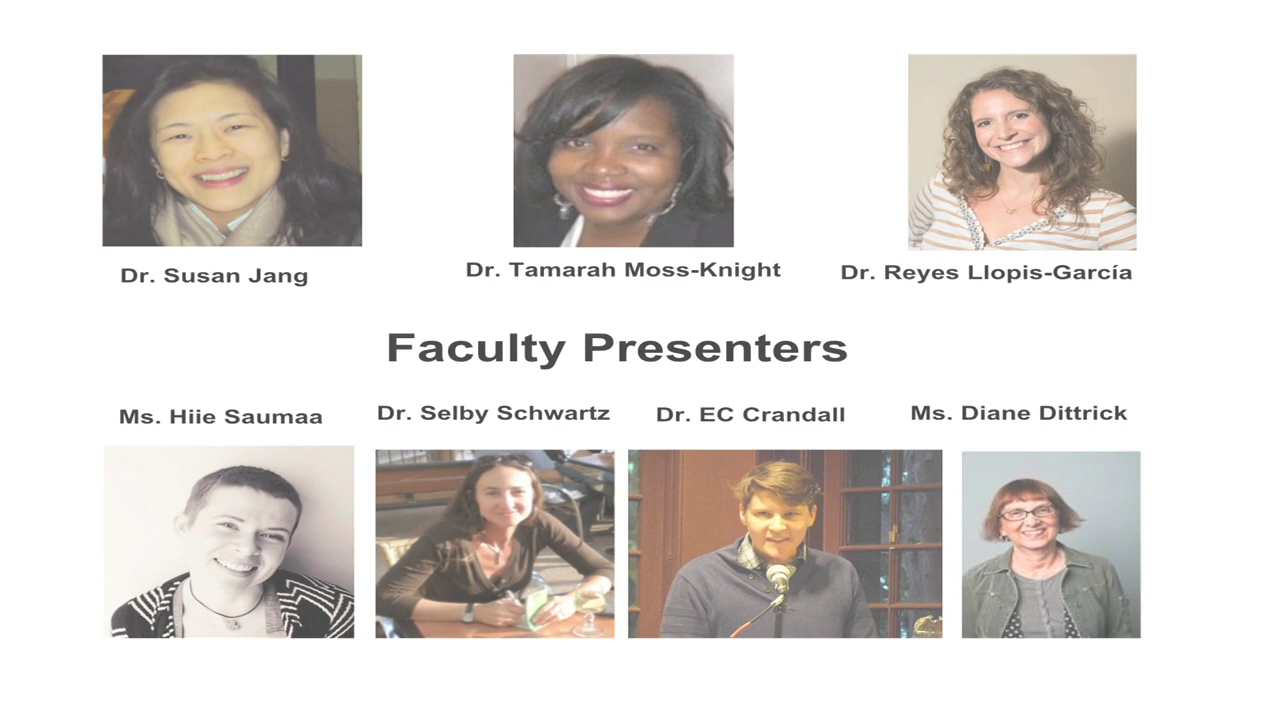 Dr. Susan Jang
Dr. Tamarah Moss-Knight
Dr. Reyes Llopis-García
Faculty Presenters
Ms. Hiie Saumaa
Dr. Selby Schwartz
Dr. EC Crandall
Ms. Diane Dittrick